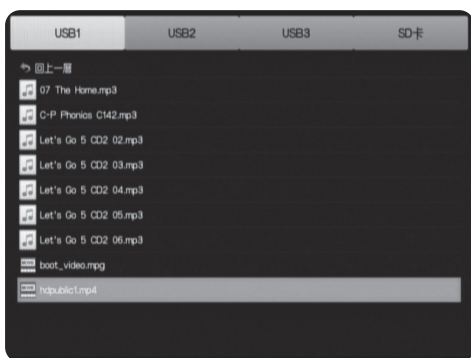 USB1 USB2 USB3 SD卡
回上一層
07 The Home.mp3
C-P Phonics C142.mp3
Let's Go 5 CD2 02.mp3
Let's Go 5 CD2 03.mp3
Let's Go 5 CD2 04.mp3
Let's Go 5 CD2 05.mp3
Let's Go 5 CD2 06.mp3
boot_video.mpg
hdpublic1.mp4